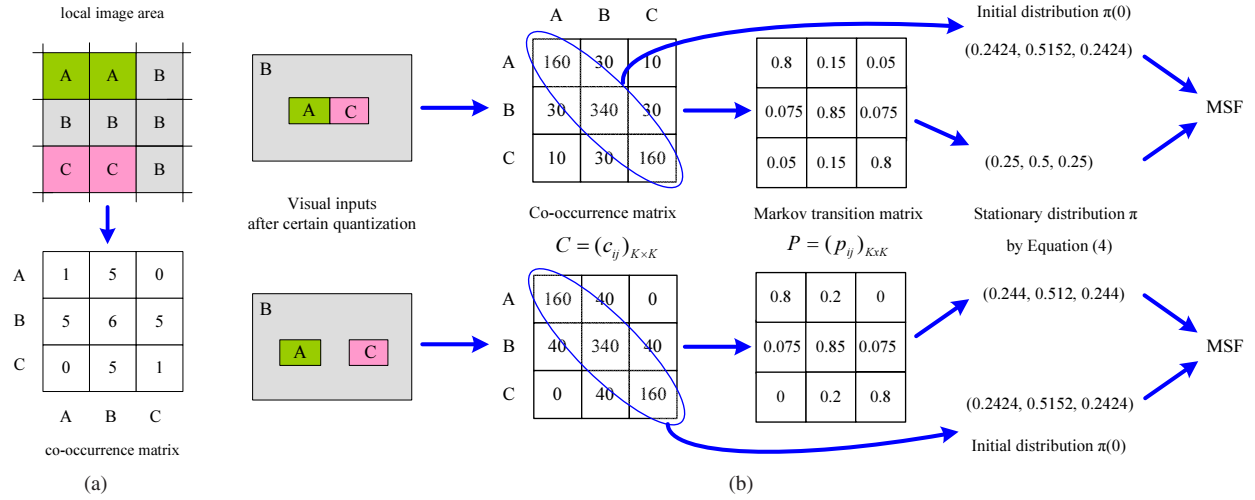 local image area
A A B
B B B
C C B
A 1 5 0
B 5 6 5
C 0 5 1
A B C
co-occurrence matrix
(a)
B
A C
Visual inputs
after certain quantization
B
A C
A B C
A 160 30 10
B 30 340 30
C 10 30 160
Co-occurrence matrix
C = (c_{ij})_{K×K}
A 160 40 0
B 40 340 40
C 0 40 160
0.8 0.15 0.05
0.075 0.85 0.075
0.05 0.15 0.8
Markov transition matrix
P = (p_{ij})_{KxK}
0.8 0.2 0
0.075 0.85 0.075
0 0.2 0.8
Initial distribution π(0)
(0.2424, 0.5152, 0.2424)
MSF
(0.25, 0.5, 0.25)
Stationary distribution π
by Equation (4)
(0.244, 0.512, 0.244)
MSF
(0.2424, 0.5152, 0.2424)
Initial distribution π(0)
(b)